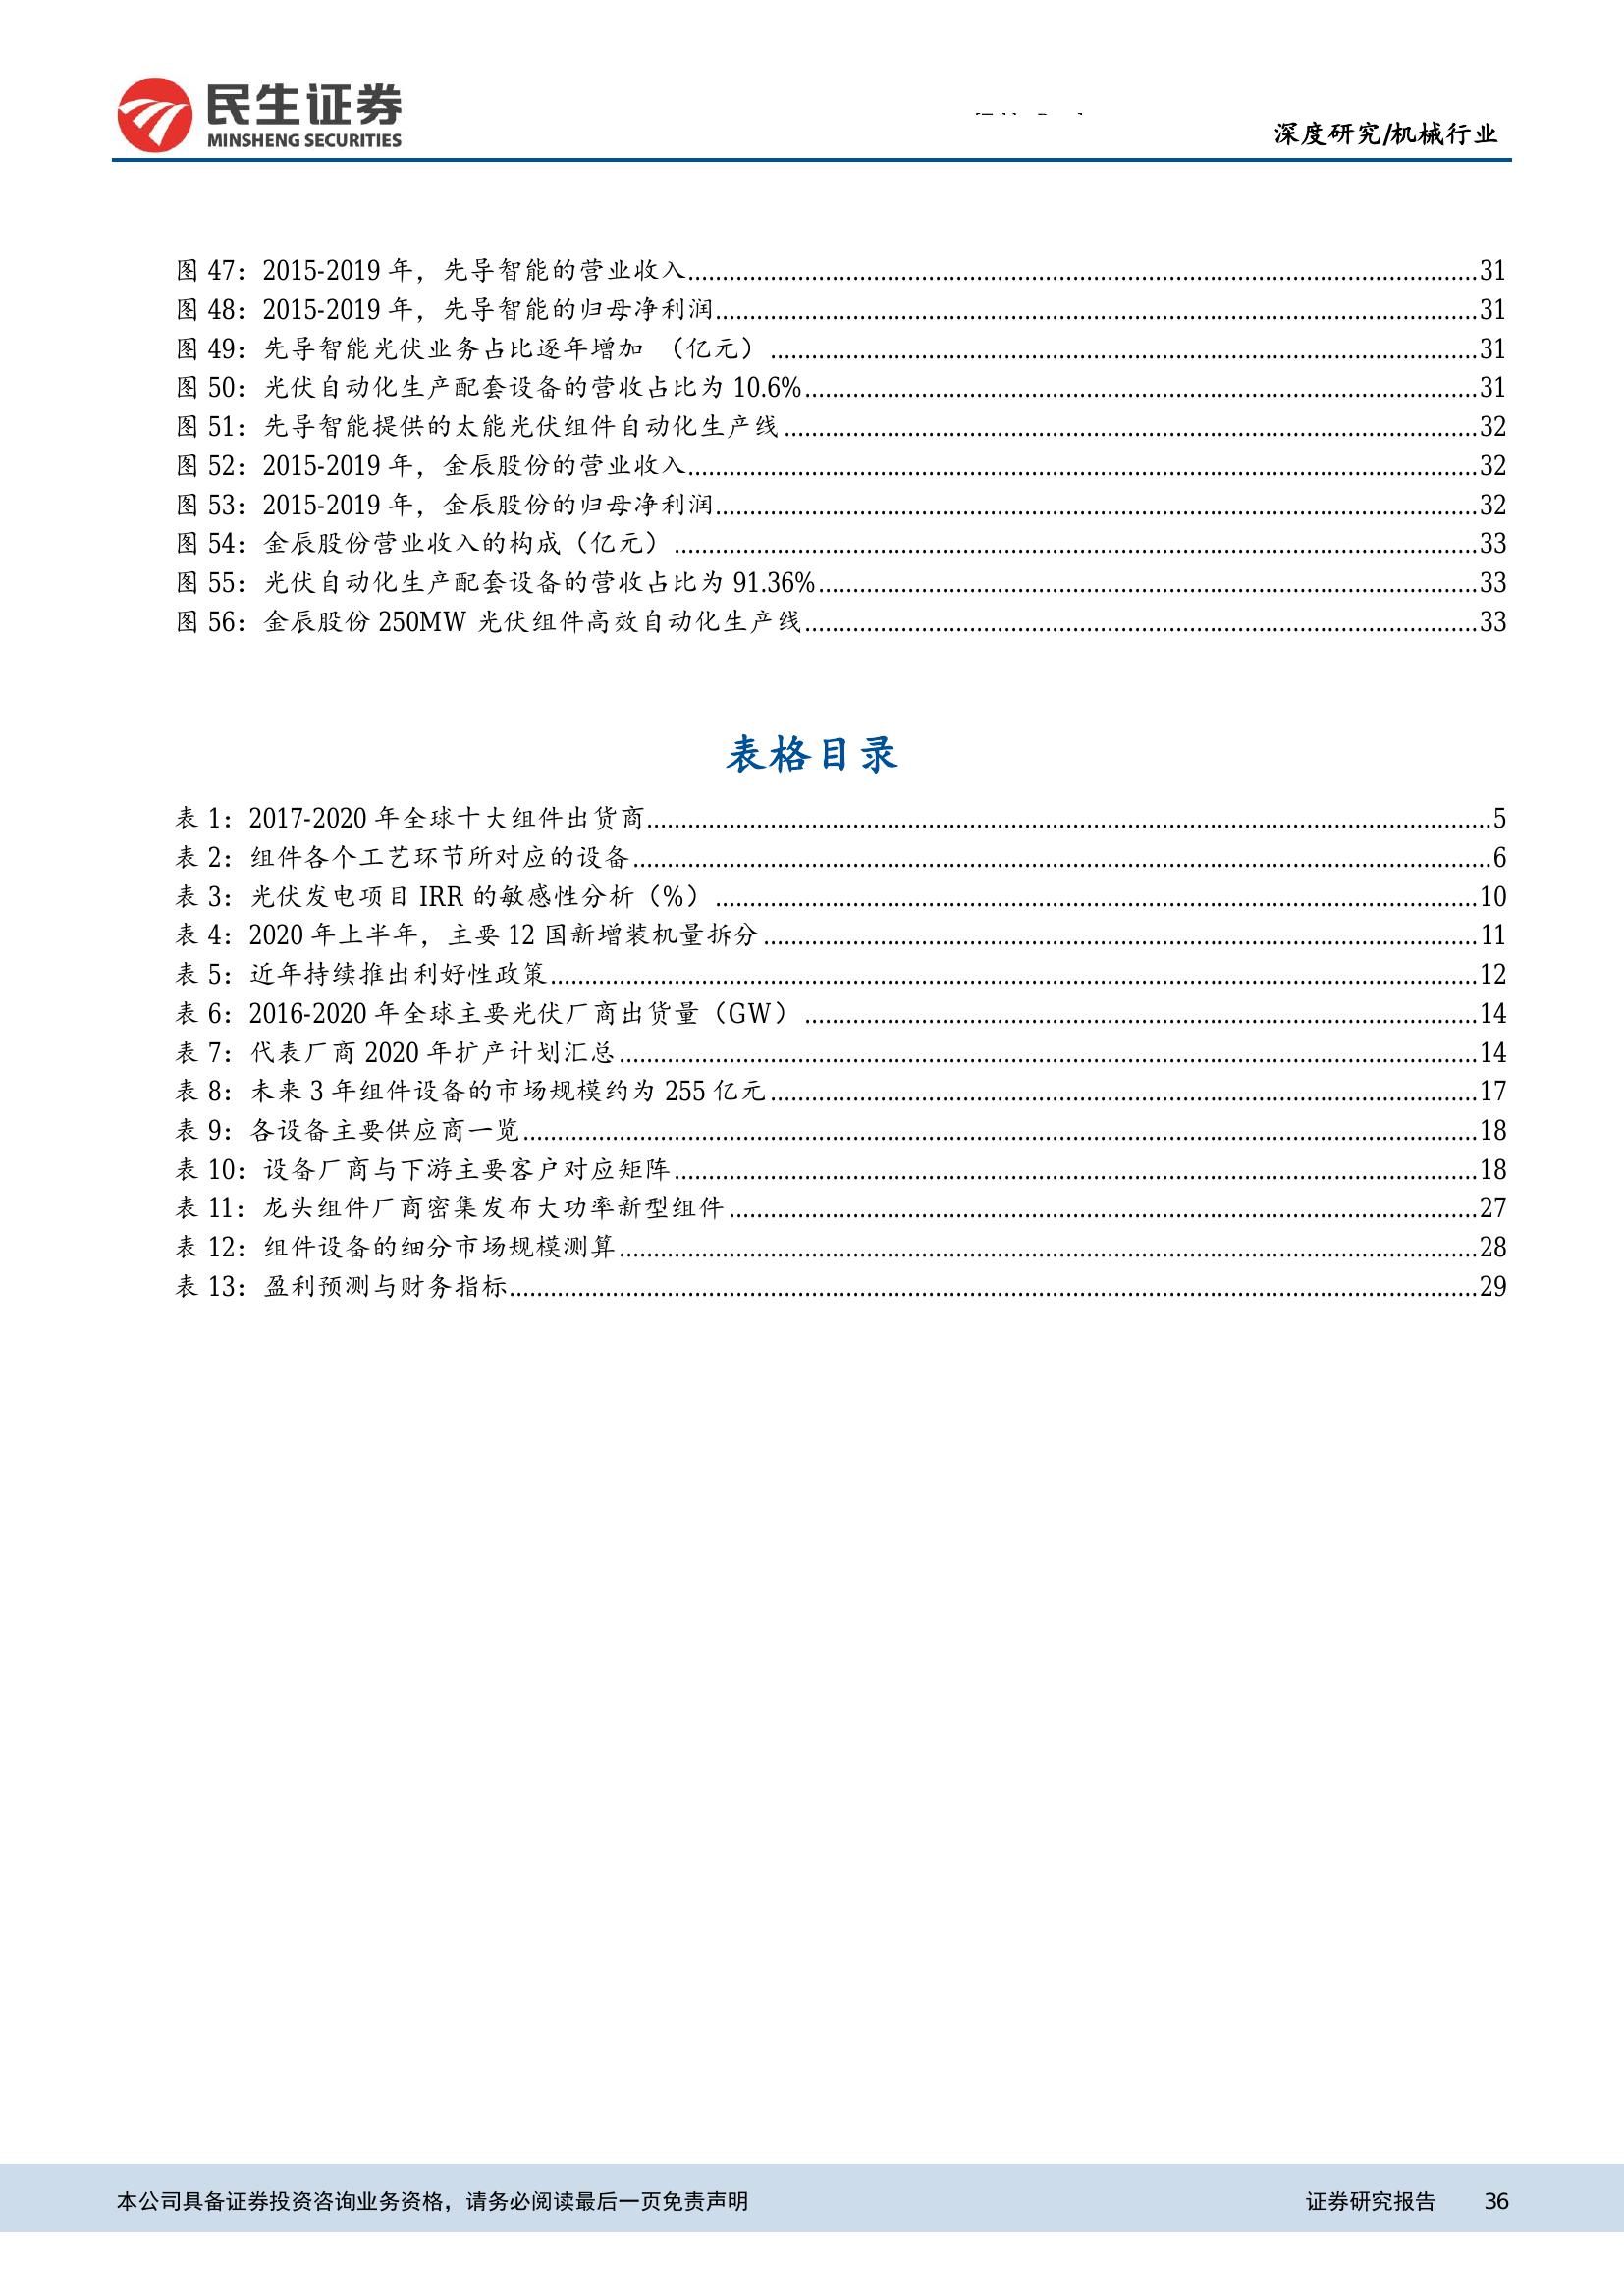 民生证券
MINSHENG SECURITIES
深度研究/机械行业
图 47：2015-2019 年，先导智能的营业收入........31
图 48：2015-2019 年，先导智能的归母净利润........31
图 49：先导智能光伏业务占比逐年增加 （亿元）........31
图 50：光伏自动化生产配套设备的营收占比为 10.6%........31
图 51：先导智能提供的太能光伏组件自动化生产线........32
图 52：2015-2019 年，金辰股份的营业收入........32
图 53：2015-2019 年，金辰股份的归母净利润........32
图 54：金辰股份营业收入的构成（亿元）........33
图 55：光伏自动化生产配套设备的营收占比为 91.36%........33
图 56：金辰股份 250MW 光伏组件高效自动化生产线........33
表格目录
表 1：2017-2020 年全球十大组件出货商........5
表 2：组件各个工艺环节所对应的设备........6
表 3：光伏发电项目 IRR 的敏感性分析（%）........10
表 4：2020 年上半年，主要 12 国新增装机量拆分........11
表 5：近年持续推出利好性政策........12
表 6：2016-2020 年全球主要光伏厂商出货量（GW）........14
表 7：代表厂商 2020 年扩产计划汇总........14
表 8：未来 3 年组件设备的市场规模约为 255 亿元........17
表 9：各设备主要供应商一览........18
表 10：设备厂商与下游主要客户对应矩阵........18
表 11：龙头组件厂商密集发布大功率新型组件........27
表 12：组件设备的细分市场规模测算........28
表 13：盈利预测与财务指标........29
本公司具备证券投资咨询业务资格，请务必阅读最后一页免责声明 证券研究报告 36